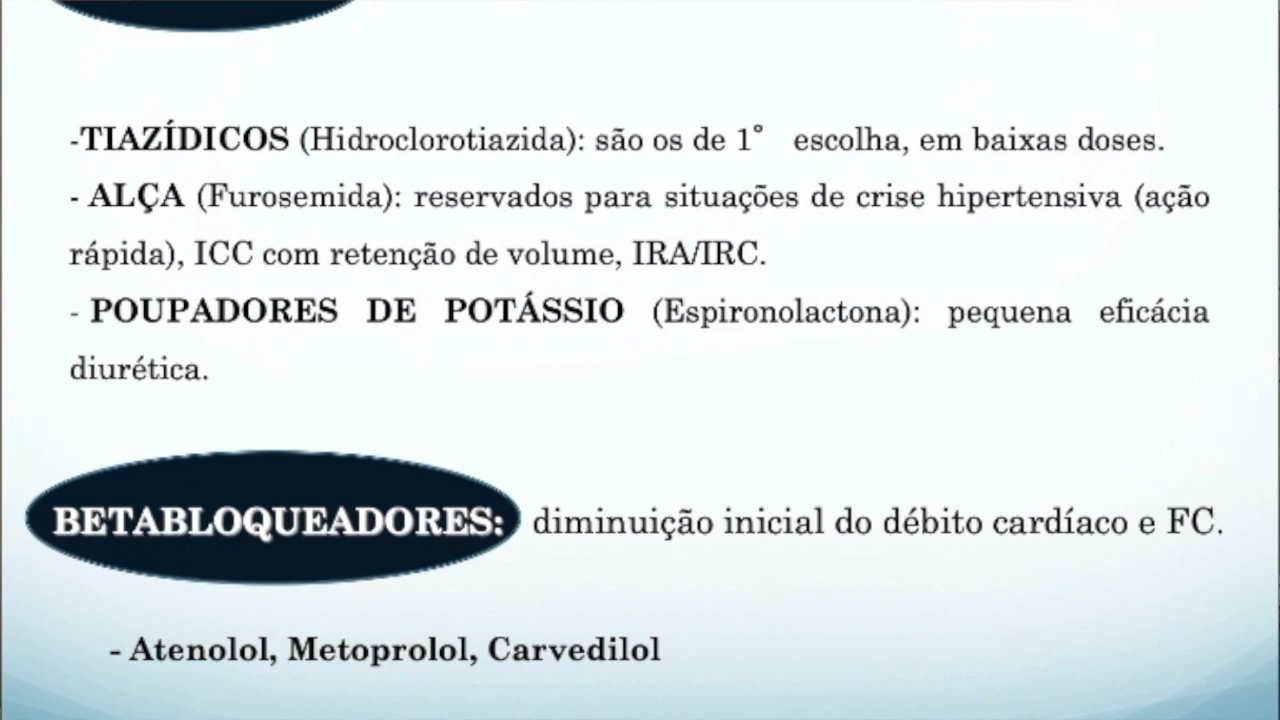 -TIAZÍDICOS (Hidroclorotiazida): são os de 1° escolha, em baixas doses.
- ALÇA (Furosemida): reservados para situações de crise hipertensiva (ação
rápida), ICC com retenção de volume, IRA/IRC.
- POUPADORES DE POTÁSSIO (Espironolactona): pequena eficácia
diurética.
BETABLOQUEADORES: diminuição inicial do débito cardíaco e FC.
- Atenolol, Metoprolol, Carvedilol